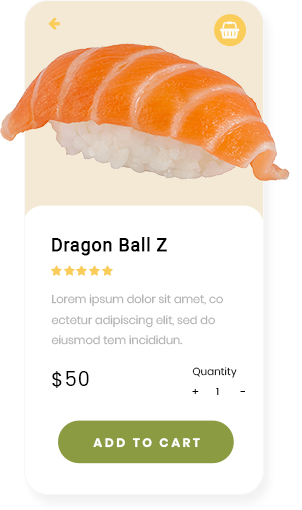 Dragon Ball Z
Lorem ipsum dolor sit amet, co
ectetur adipiscing elit, sed do
eiusmod tem incididun.
$50
Quantity
+ 1 -
ADD TO CART